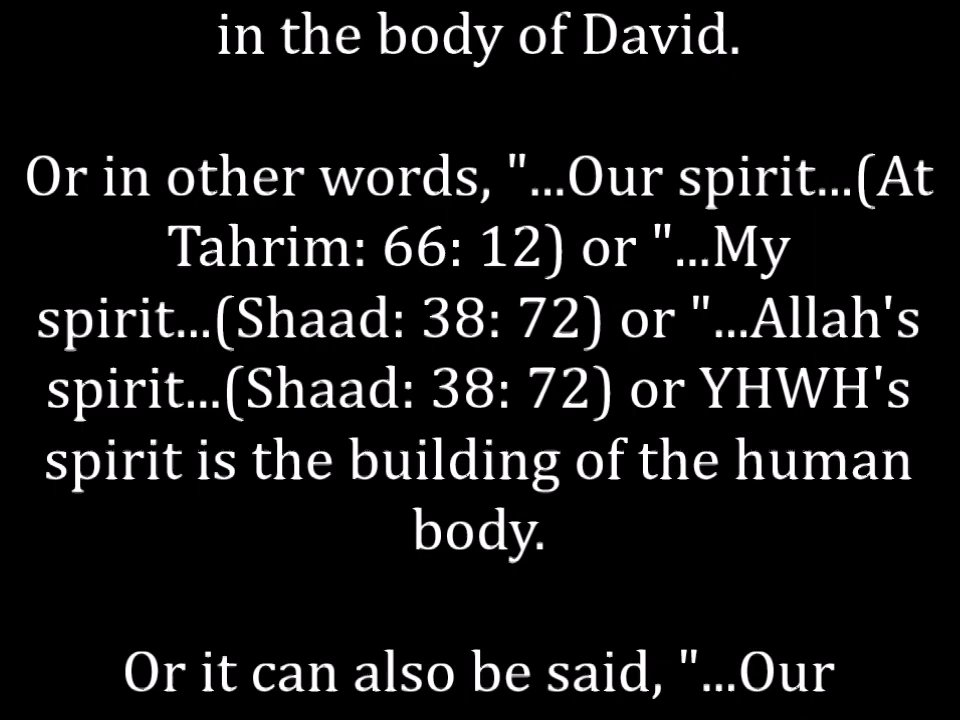 in the body of David.
Or in other words, "...Our spirit...(At
Tahrim: 66: 12) or "...My
spirit...(Shaad: 38: 72) or "...Allah's
spirit...(Shaad: 38: 72) or YHWH's
spirit is the building of the human
body.
Or it can also be said, "...Our